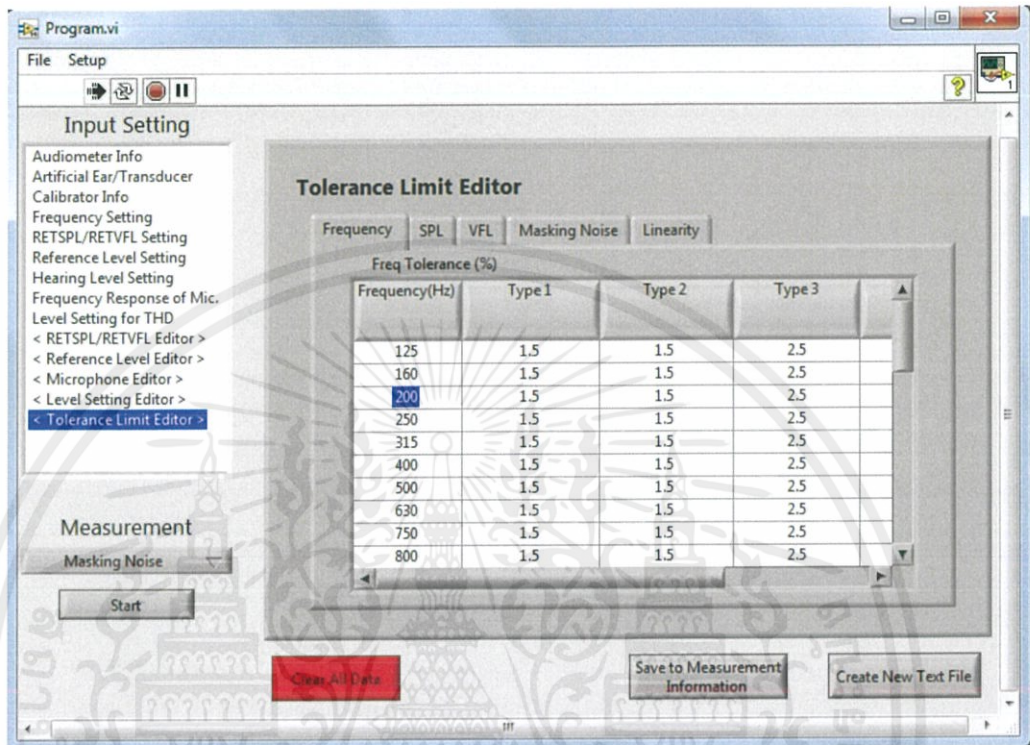 Program.vi
File Setup
1
Input Setting
Audiometer Info
Artificial Ear/Transducer
Calibrator Info
Frequency Setting
RETSPL/RETVFL Setting
Reference Level Setting
Hearing Level Setting
Frequency Response of Mic.
Level Setting for THD
< RETSPL/RETVFL Editor >
< Reference Level Editor >
< Microphone Editor >
< Level Setting Editor >
< Tolerance Limit Editor >
Measurement
Masking Noise
Start
Tolerance Limit Editor
Frequency SPL VFL Masking Noise Linearity
Freq Tolerance (%)
Frequency(Hz) Type 1 Type 2 Type 3
125 1.5 1.5 2.5
160 1.5 1.5 2.5
200 1.5 1.5 2.5
250 1.5 1.5 2.5
315 1.5 1.5 2.5
400 1.5 1.5 2.5
500 1.5 1.5 2.5
630 1.5 1.5 2.5
750 1.5 1.5 2.5
800 1.5 1.5 2.5
Clear All Data
Save to Measurement
Information
Create New Text File